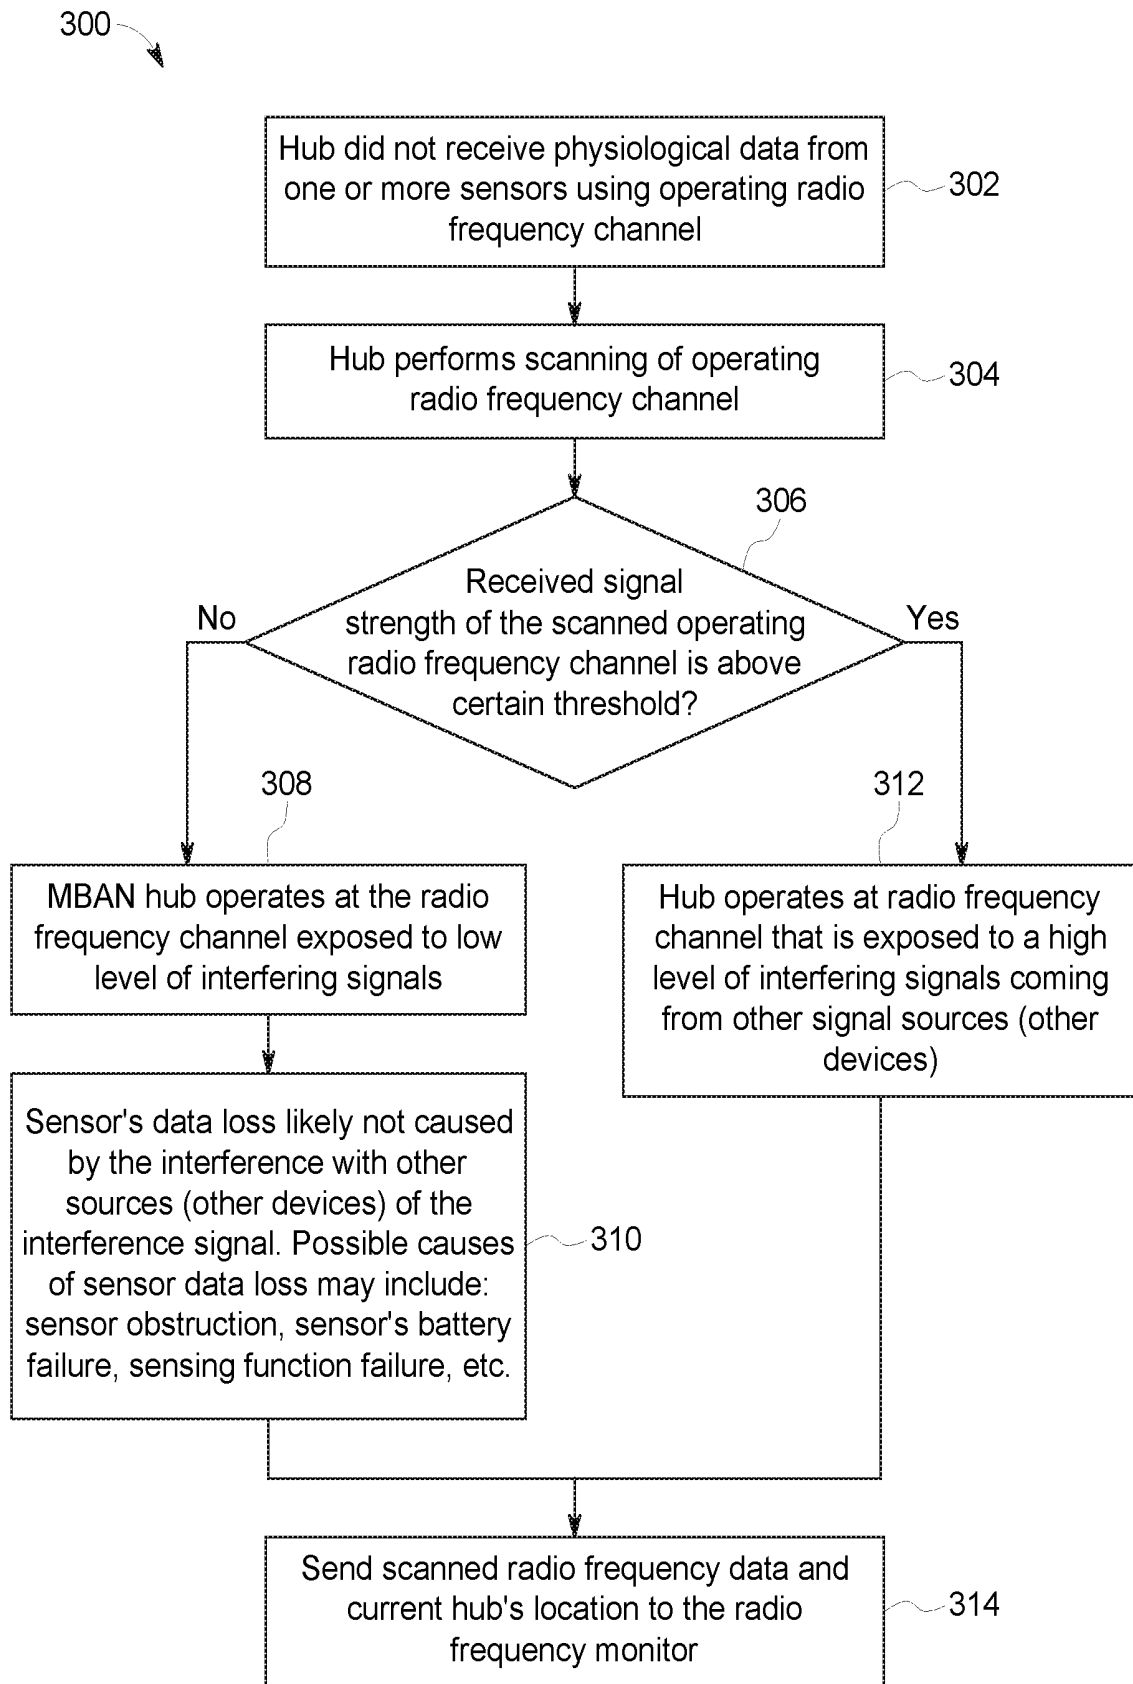 300
Hub did not receive physiological data from
one or more sensors using operating radio
frequency channel
302
Hub performs scanning of operating
radio frequency channel
304
306
Received signal
strength of the scanned operating
radio frequency channel is above
certain threshold?
No
Yes
308
312
MBAN hub operates at the radio
frequency channel exposed to low
level of interfering signals
Hub operates at radio frequency
channel that is exposed to a high
level of interfering signals coming
from other signal sources (other
devices)
Sensor's data loss likely not caused
by the interference with other
sources (other devices) of the
interference signal. Possible causes
of sensor data loss may include:
sensor obstruction, sensor's battery
failure, sensing function failure, etc.
310
Send scanned radio frequency data and
current hub's location to the radio
frequency monitor
314